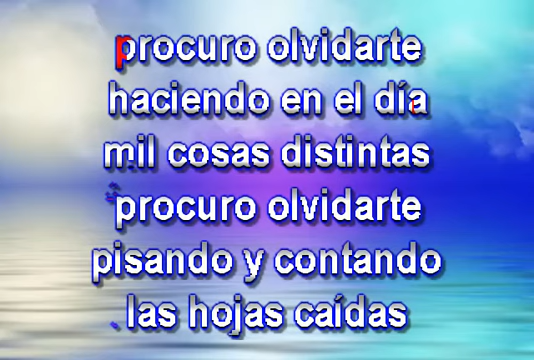 procuro olvidarte
haciendo en el día
mil cosas distintas
procuro olvidarte
pisando y contando
las hojas caídas